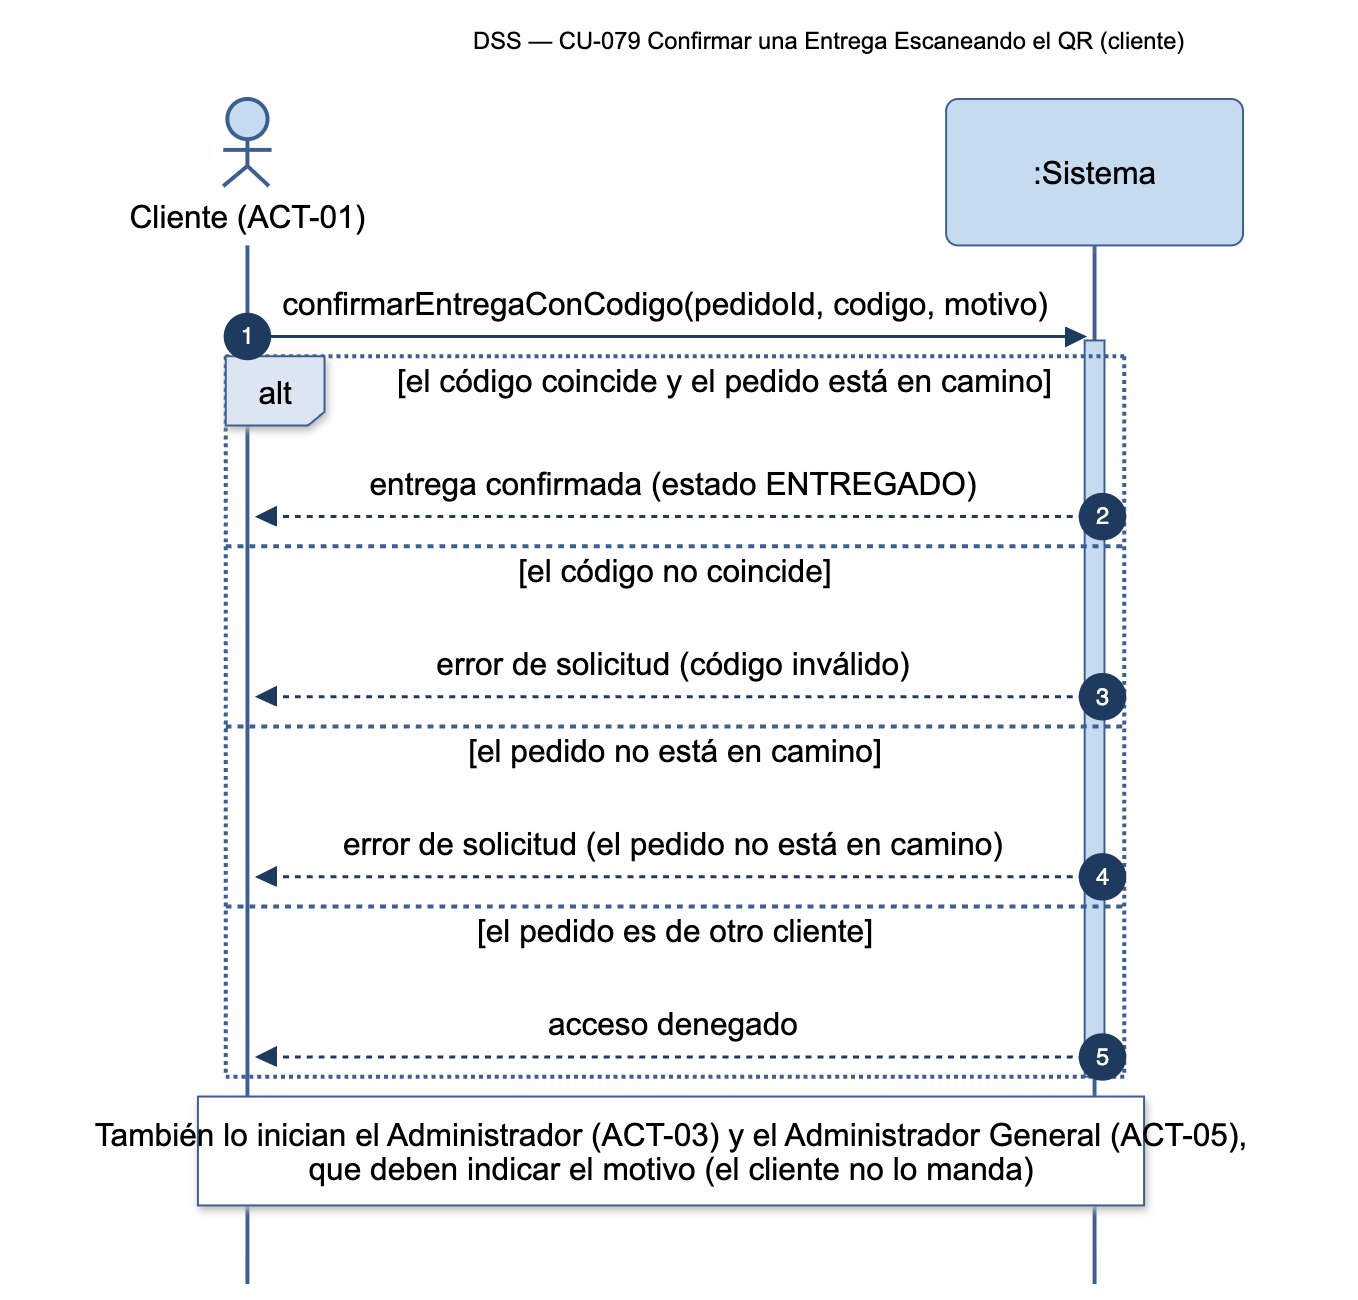 DSS — CU-079 Confirmar una Entrega Escaneando el QR (cliente)
:Sistema
Cliente (ACT-01)
confirmarEntregaConCodigo(pedidoId, codigo, motivo)
1
alt
[el código coincide y el pedido está en camino]
entrega confirmada (estado ENTREGADO)
2
[el código no coincide]
error de solicitud (código inválido)
3
[el pedido no está en camino]
error de solicitud (el pedido no está en camino)
4
[el pedido es de otro cliente]
acceso denegado
5
También lo inician el Administrador (ACT-03) y el Administrador General (ACT-05),
que deben indicar el motivo (el cliente no lo manda)